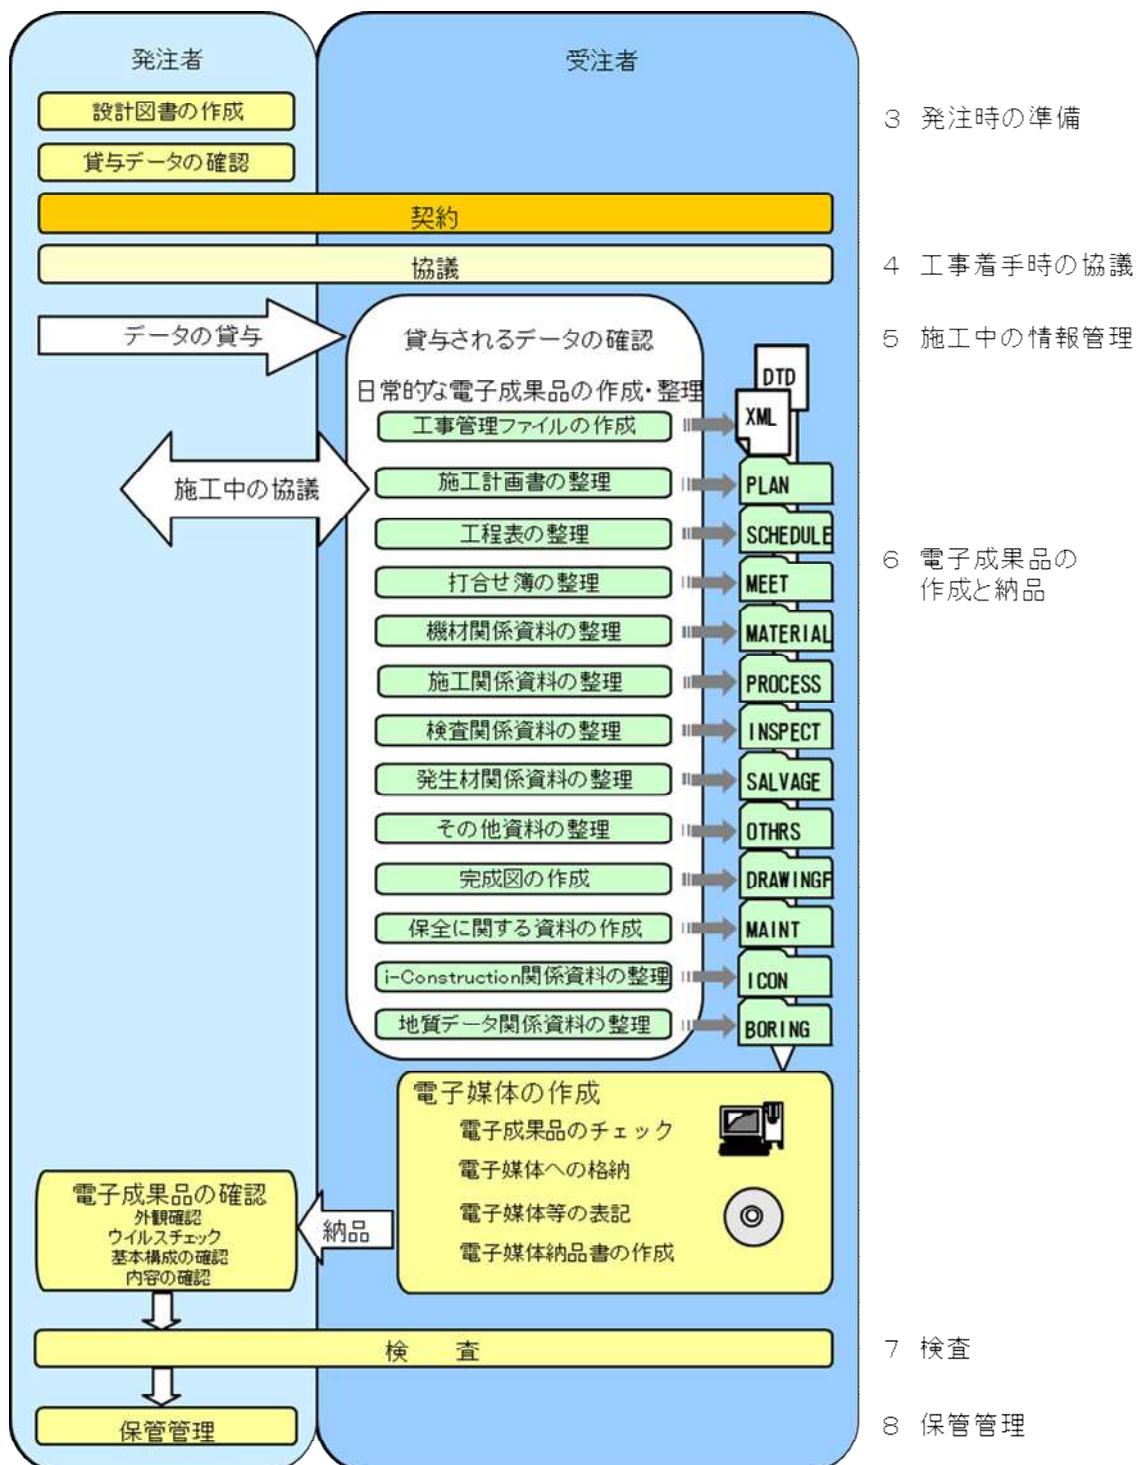 発注者
受注者
設計図書の作成
3 発注時の準備
貸与データの確認
契約
協議
4 工事着手時の協議
データの貸与
貸与されるデータの確認
5 施工中の情報管理
日常的な電子成果品の作成・整理
DTD
工事管理ファイルの作成
XML
施工中の協議
施工計画書の整理
PLAN
工程表の整理
SCHEDULE
6 電子成果品の
作成と納品
打合せ簿の整理
MEET
機材関係資料の整理
MATERIAL
施工関係資料の整理
PROCESS
検査関係資料の整理
INSPECT
発生材関係資料の整理
SALVAGE
その他資料の整理
OTHRS
完成図の作成
DRAWINGF
保全に関する資料の作成
MAINT
i-Construction関係資料の整理
ICON
地質データ関係資料の整理
BORING
電子媒体の作成
電子成果品のチェック
電子媒体への格納
電子媒体等の表記
電子媒体納品書の作成
納品
電子成果品の確認
外観確認
ウイルスチェック
基本構成の確認
内容の確認
検 査
7 検査
保管管理
8 保管管理